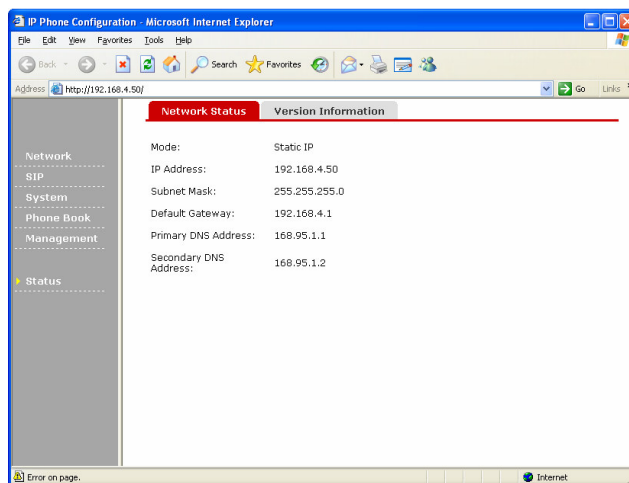 IP Phone Configuration - Microsoft Internet Explorer
File Edit View Favorites Tools Help
Back Search Favorites
Address http://192.168.4.50/ Go Links
Network Status Version Information
Network
SIP
System
Phone Book
Management
Status
Mode: Static IP
IP Address: 192.168.4.50
Subnet Mask: 255.255.255.0
Default Gateway: 192.168.4.1
Primary DNS Address: 168.95.1.1
Secondary DNS
Address: 168.95.1.2
Error on page. Internet